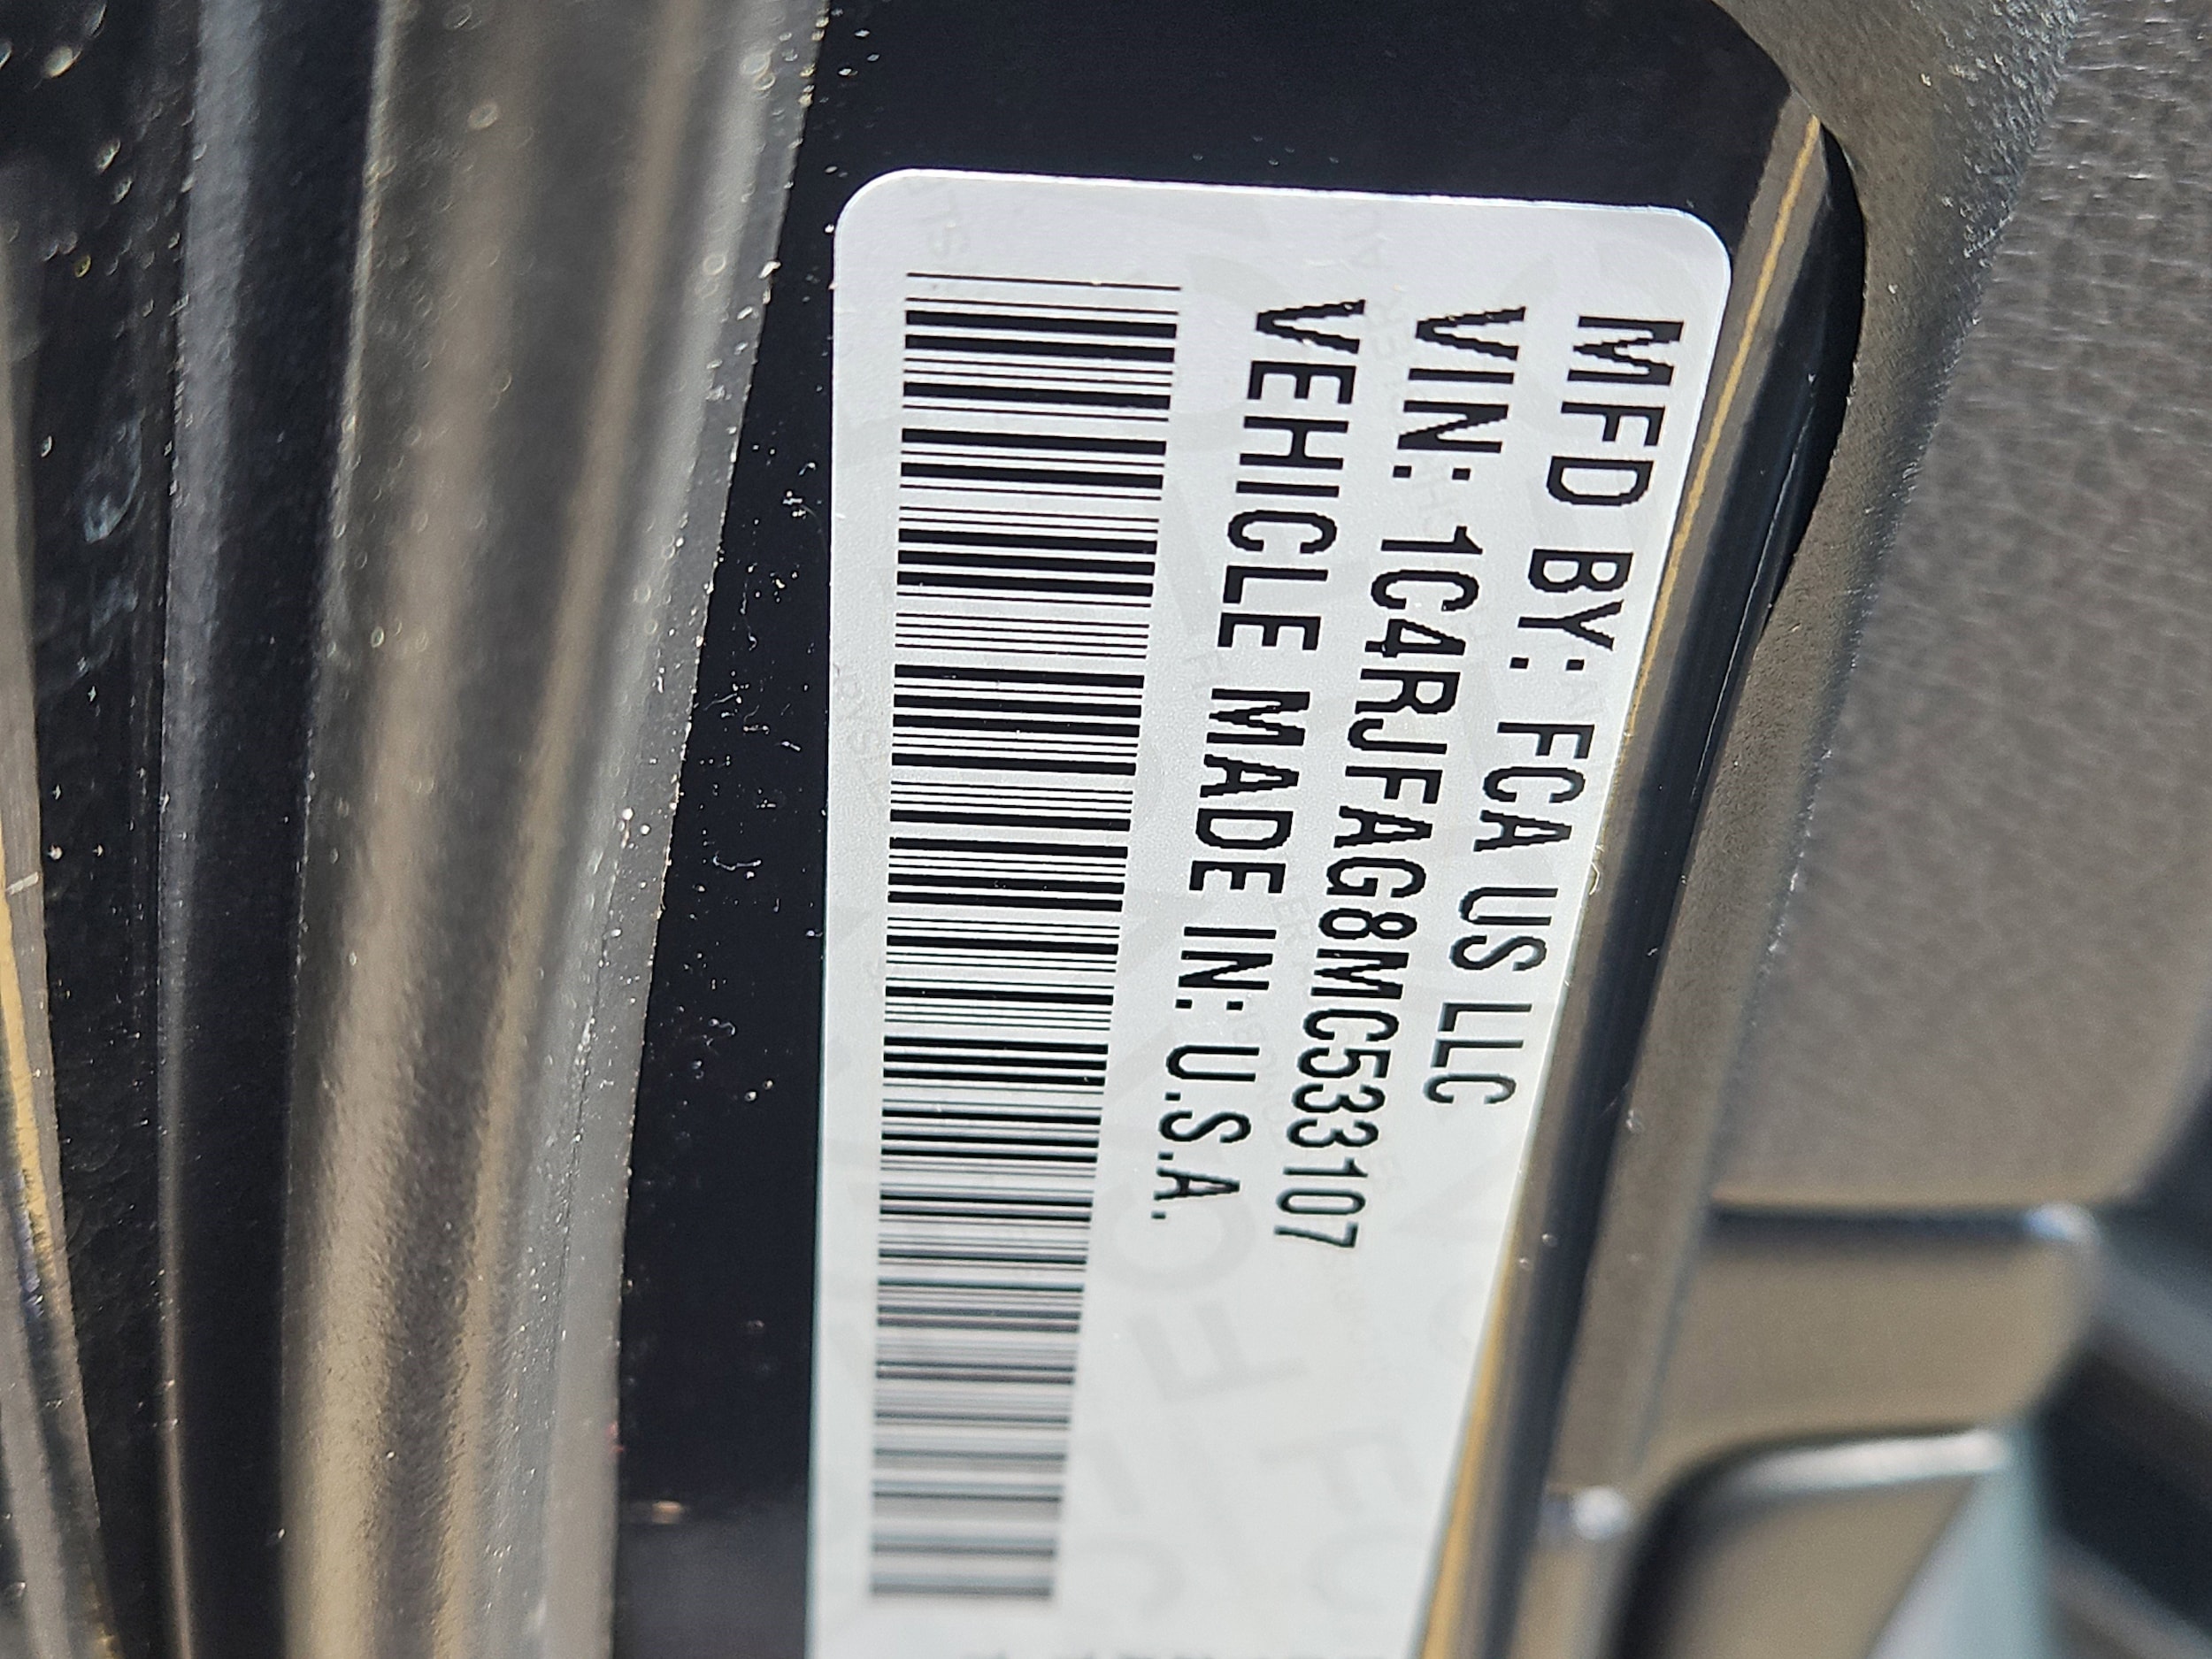 MFD BY: FCA US LLC
VIN: 1C4RJFAG8MC533107
VEHICLE MADE IN: U.S.A.